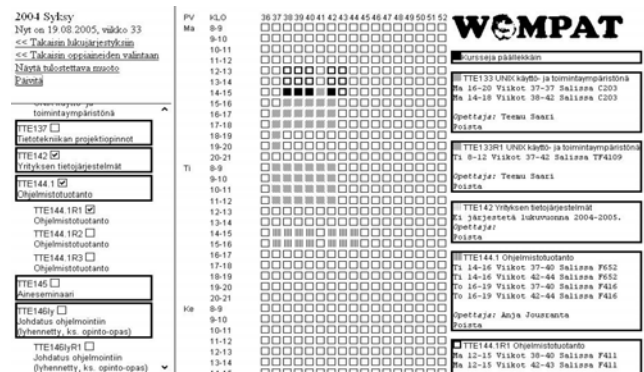 2004 Syksy
Nyt on 19.08.2005, viikko 33
<< Takaisin lukujärjestyksiin
<< Takaisin oppiaineiden valintaan
Näytä tulostettava muoto
Päivitä
toimintaympäristönä
TTE137
Tietotekniikan projektiopinnot
TTE142
Yrityksen tietojärjestelmät
TTE144.1
Ohjelmistotuotanto
TTE144.1R1
Ohjelmistotuotanto
TTE144.1R2
Ohjelmistotuotanto
TTE144.1R3
Ohjelmistotuotanto
TTE145
Aineseminaari
TTE146ly
Johdatus ohjelmointiin
(lyhennetty, ks. opinto-opas)
TTE146lyR1
Johdatus ohjelmointiin
(lyhennetty, ks. opinto-opas)
PV KLO 36 37 38 39 40 41 42 43 44 45 46 47 48 49 50 51 52
Ma 8-9
9-10
10-11
11-12
12-13
13-14
14-15
15-16
16-17
17-18
18-19
19-20
20-21
Ti 8-9
9-10
10-11
11-12
12-13
13-14
14-15
15-16
16-17
17-18
18-19
19-20
20-21
Ke 8-9
9-10
10-11
11-12
12-13
13-14
WOMPAT
Kursseja päällekkäin
TTE133 UNIX käyttö- ja toimintaympäristönä
Ma 16-20 Viikot 37-37 Salissa C203
Ma 14-18 Viikot 38-42 Salissa C203
Opettaja: Teemu Saari
Poista
TTE133R1 UNIX käyttö- ja toimintaympäristönä
Ti 8-12 Viikot 37-42 Salissa TF4109
Opettaja: Teemu Saari
Poista
TTE142 Yrityksen tietojärjestelmät
Ei järjestetä lukuvuonna 2004-2005.
Opettaja:
Poista
TTE144.1 Ohjelmistotuotanto
Ti 14-16 Viikot 37-40 Salissa F652
Ti 14-16 Viikot 42-44 Salissa F652
To 16-19 Viikot 37-40 Salissa F416
To 16-19 Viikot 42-44 Salissa F416
Opettaja: Anja Jousranta
Poista
TTE144.1R1 Ohjelmistotuotanto
Ma 12-15 Viikot 38-40 Salissa F411
Ma 12-15 Viikot 42-43 Salissa F411